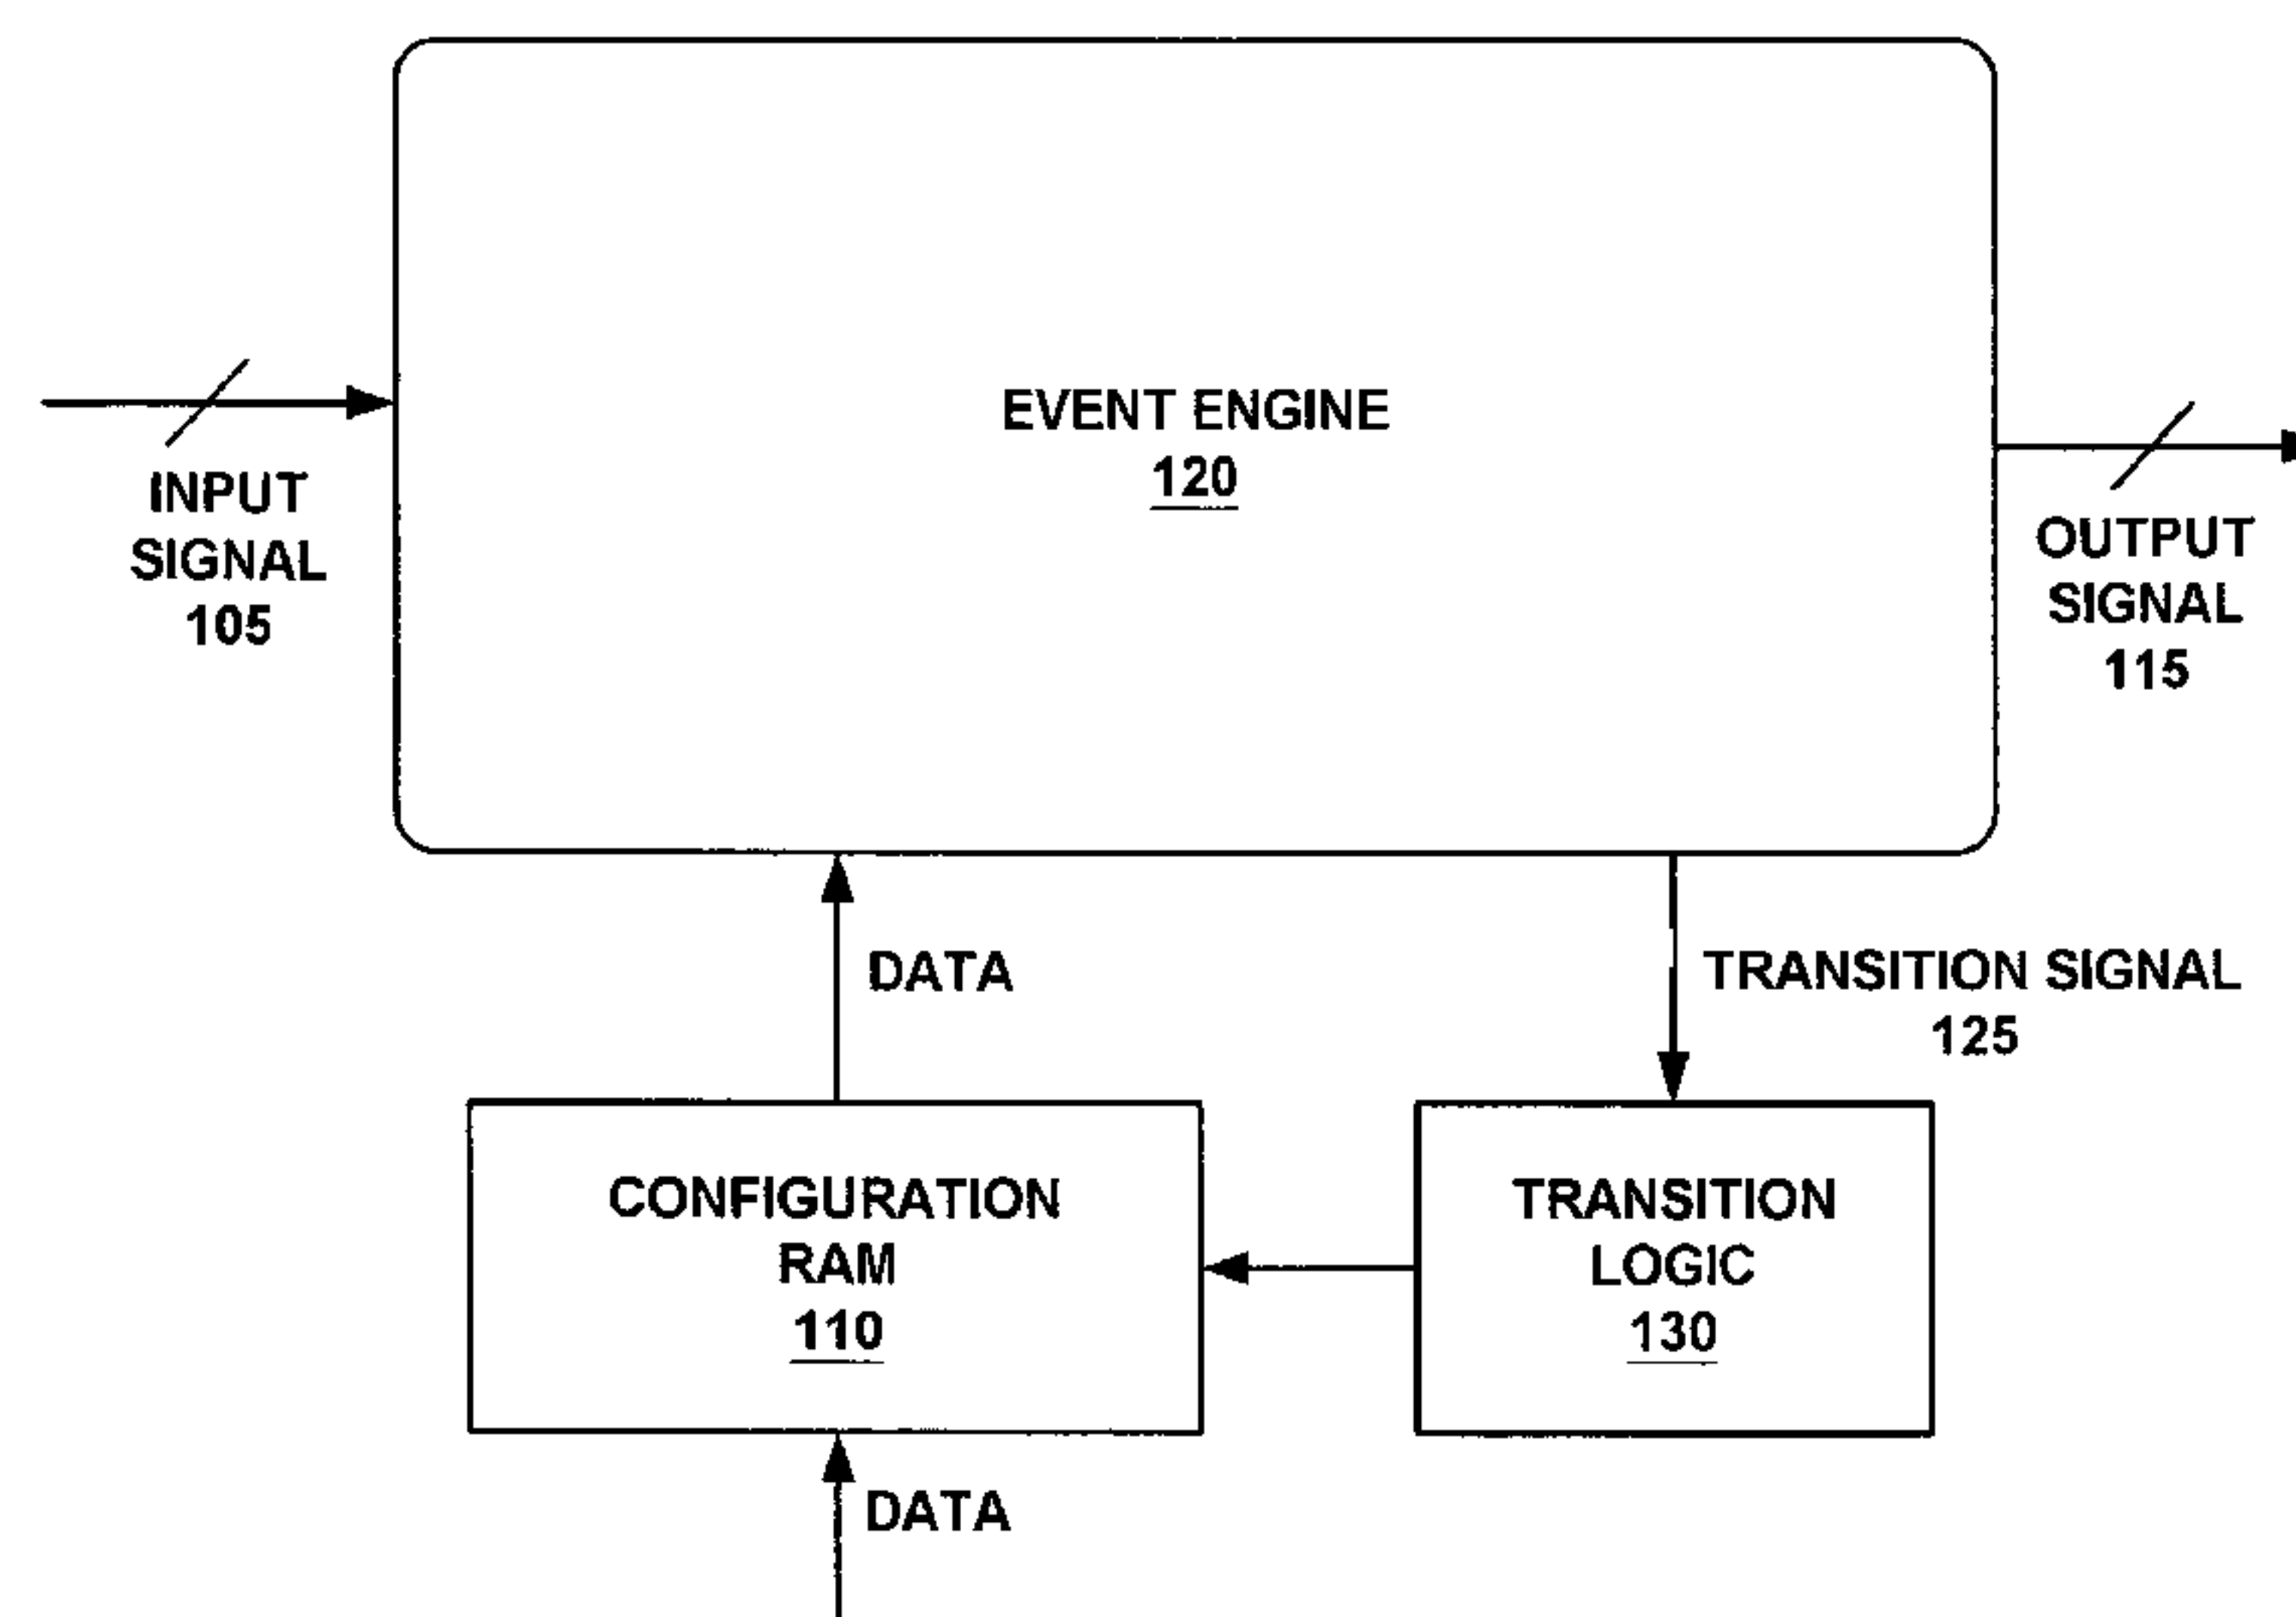 EVENT ENGINE
120
INPUT
SIGNAL
105
OUTPUT
SIGNAL
115
DATA
TRANSITION SIGNAL
125
CONFIGURATION
RAM
110
TRANSITION
LOGIC
130
DATA